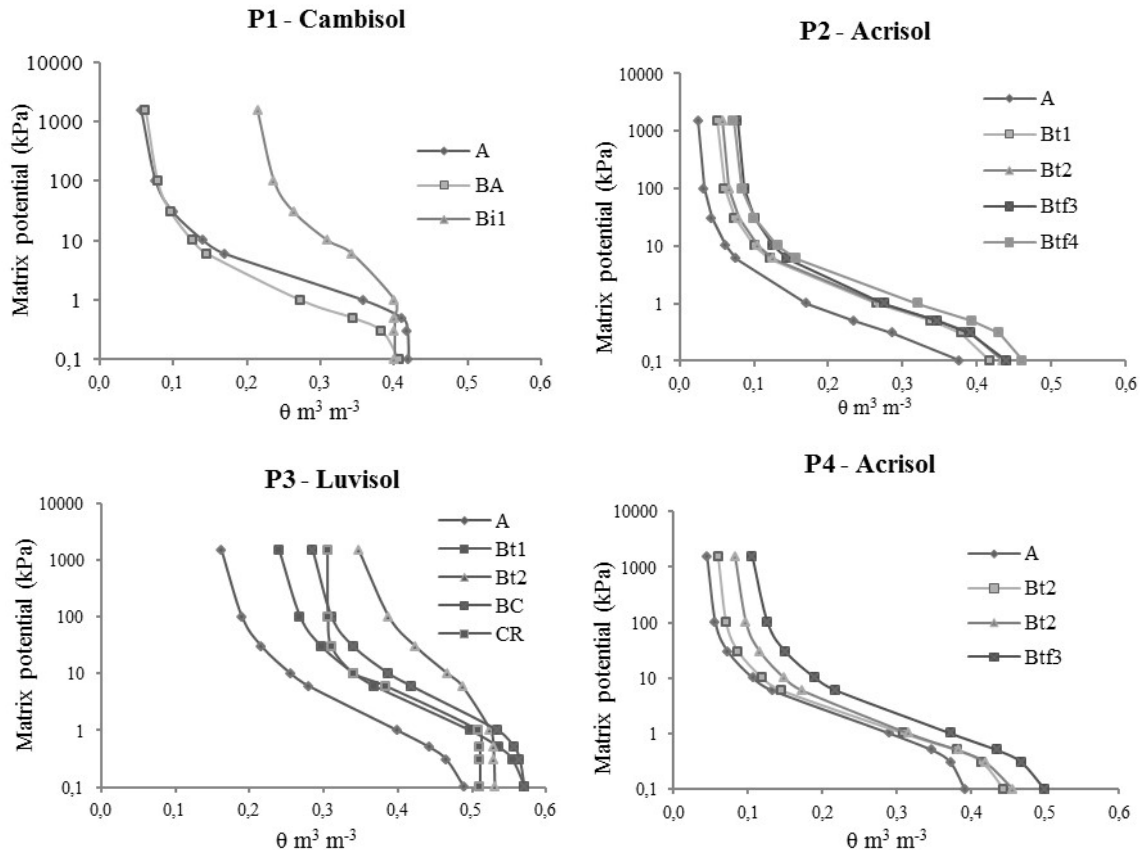 P1 - Cambisol
Matrix potential (kPa)
10000
1000
100
10
1
0,1
0,0 0,1 0,2 0,3 0,4 0,5 0,6
θ m³ m⁻³
A
BA
Bi1
P2 - Acrisol
Matrix potential (kPa)
10000
1000
100
10
1
0,1
0,0 0,1 0,2 0,3 0,4 0,5 0,6
θ m³ m⁻³
A
Bt1
Bt2
Btf3
Btf4
P3 - Luvisol
Matrix potential (kPa)
10000
1000
100
10
1
0,1
0,0 0,1 0,2 0,3 0,4 0,5 0,6
θ m³ m⁻³
A
Bt1
Bt2
BC
CR
P4 - Acrisol
Matrix potential (kPa)
10000
1000
100
10
1
0,1
0,0 0,1 0,2 0,3 0,4 0,5 0,6
θ m³ m⁻³
A
Bt2
Bt2
Btf3